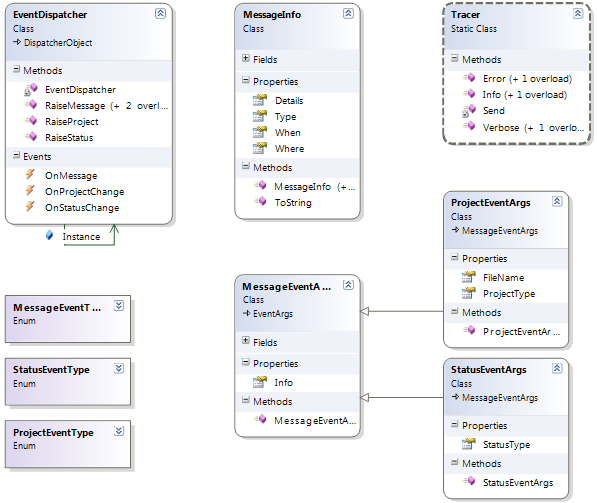 EventDispatcher
Class
DispatcherObject
Methods
EventDispatcher
RaiseMessage (+ 2 overl...
RaiseProject
RaiseStatus
Events
OnMessage
OnProjectChange
OnStatusChange
Instance
MessageInfo
Class
Fields
Properties
Details
Type
When
Where
Methods
MessageInfo (+...
ToString
Tracer
Static Class
Methods
Error (+ 1 overload)
Info (+ 1 overload)
Send
Verbose (+ 1 overlo...
ProjectEventArgs
Class
MessageEventArgs
Properties
FileName
ProjectType
Methods
ProjectEventAr...
MessageEventA...
Class
EventArgs
Fields
Properties
Info
Methods
MessageEventA...
StatusEventArgs
Class
MessageEventArgs
Properties
StatusType
Methods
StatusEventArgs
MessageEventT...
Enum
StatusEventType
Enum
ProjectEventType
Enum